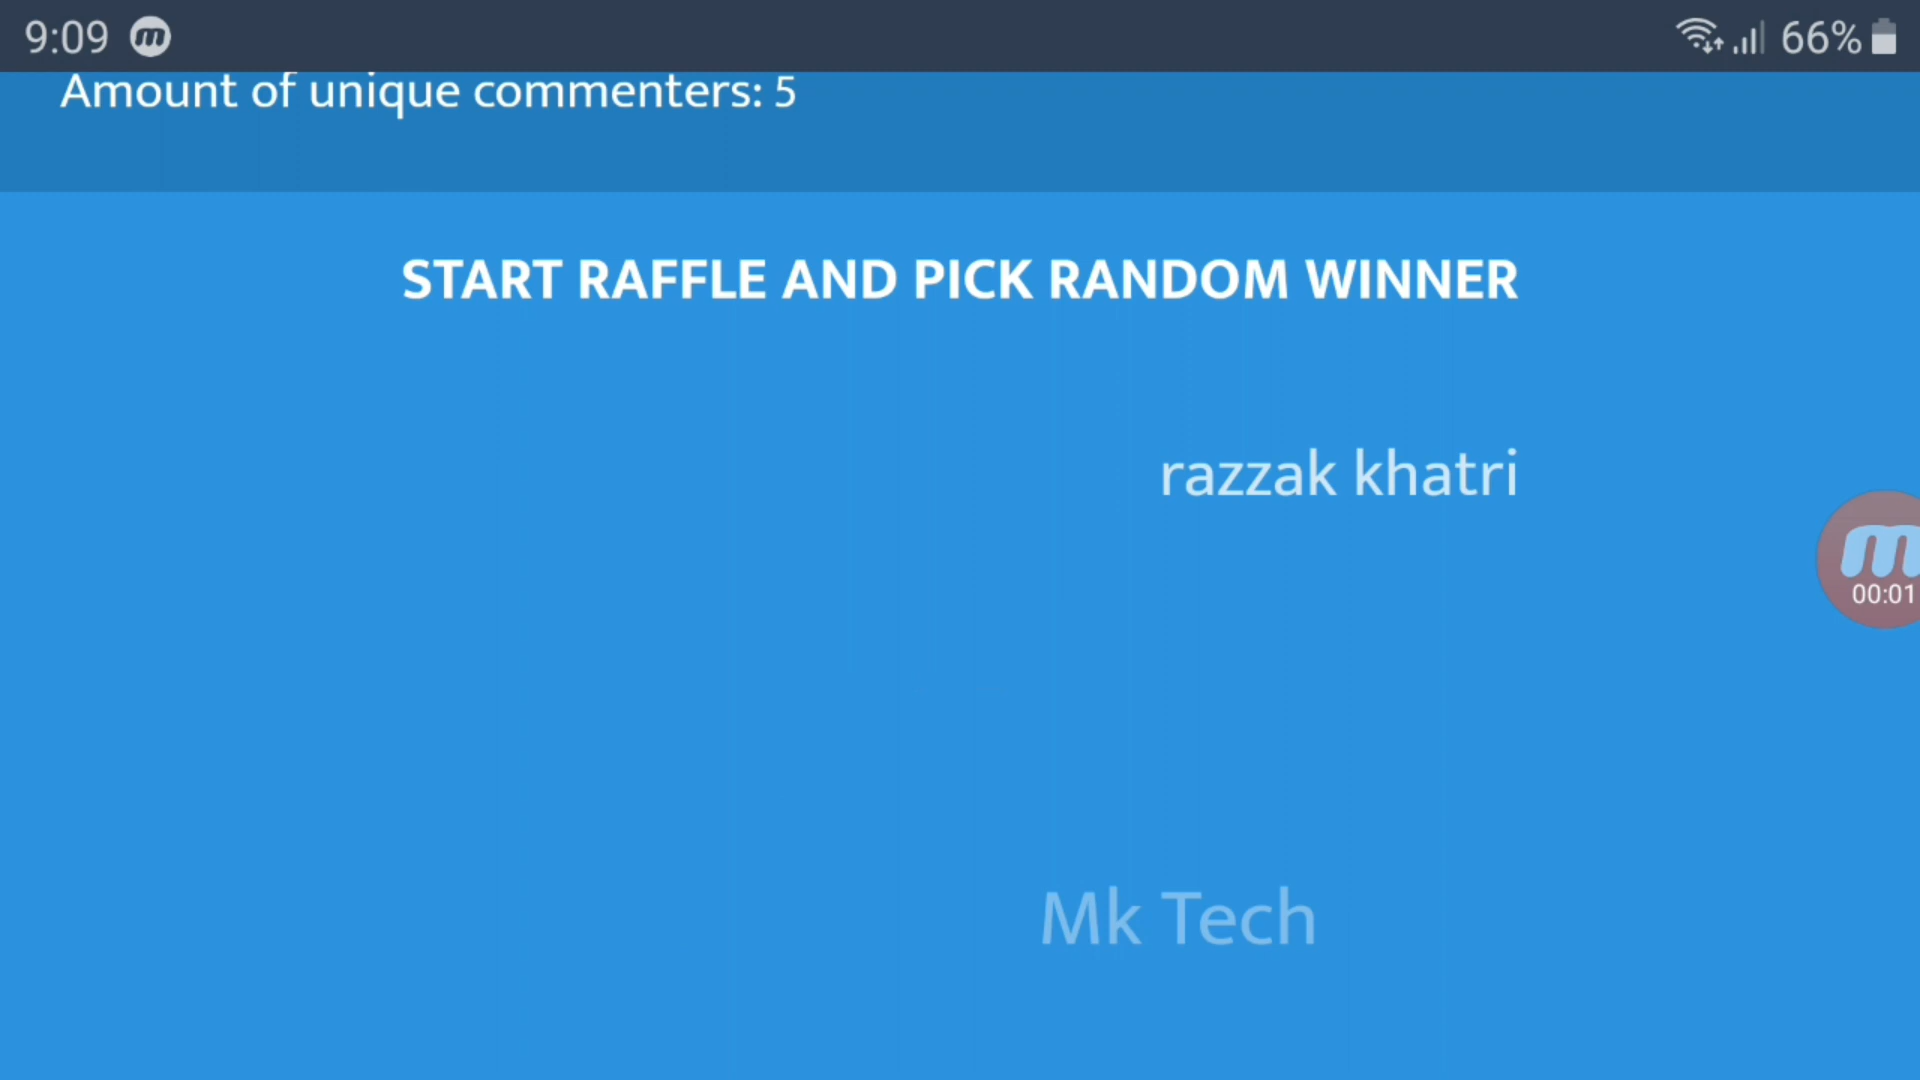 9:09 m 66%
Amount of unique commenters: 5
START RAFFLE AND PICK RANDOM WINNER
razzak khatri
m
00:01
Mk Tech